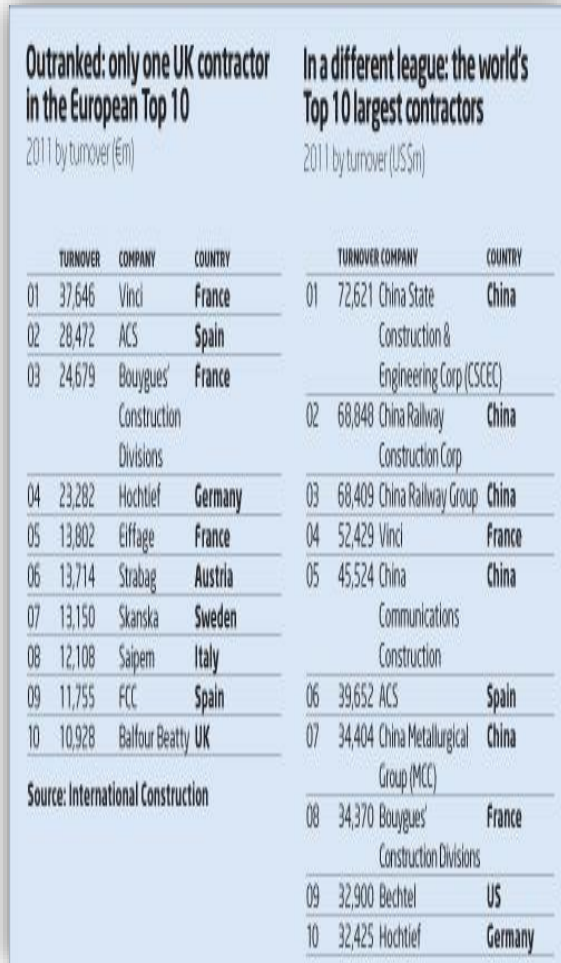 Outranked: only one UK contractor
in the European Top 10
2011 by turnover (€m)
TURNOVER COMPANY COUNTRY
01 37,646 Vinci France
02 28,472 ACS Spain
03 24,679 Bouygues' France
Construction
Divisions
04 23,282 Hochtief Germany
05 13,802 Eiffage France
06 13,714 Strabag Austria
07 13,150 Skanska Sweden
08 12,108 Saipem Italy
09 11,755 FCC Spain
10 10,928 Balfour Beatty UK
Source: International Construction
In a different league: the world's
Top 10 largest contractors
2011 by turnover (US$m)
TURNOVER COMPANY COUNTRY
01 72,621 China State China
Construction &
Engineering Corp (CSCEC)
02 68,848 China Railway China
Construction Corp
03 68,409 China Railway Group China
04 52,429 Vinci France
05 45,524 China China
Communications
Construction
06 39,652 ACS Spain
07 34,404 China Metallurgical China
Group (MCC)
08 34,370 Bouygues' France
Construction Divisions
09 32,900 Bechtel US
10 32,425 Hochtief Germany